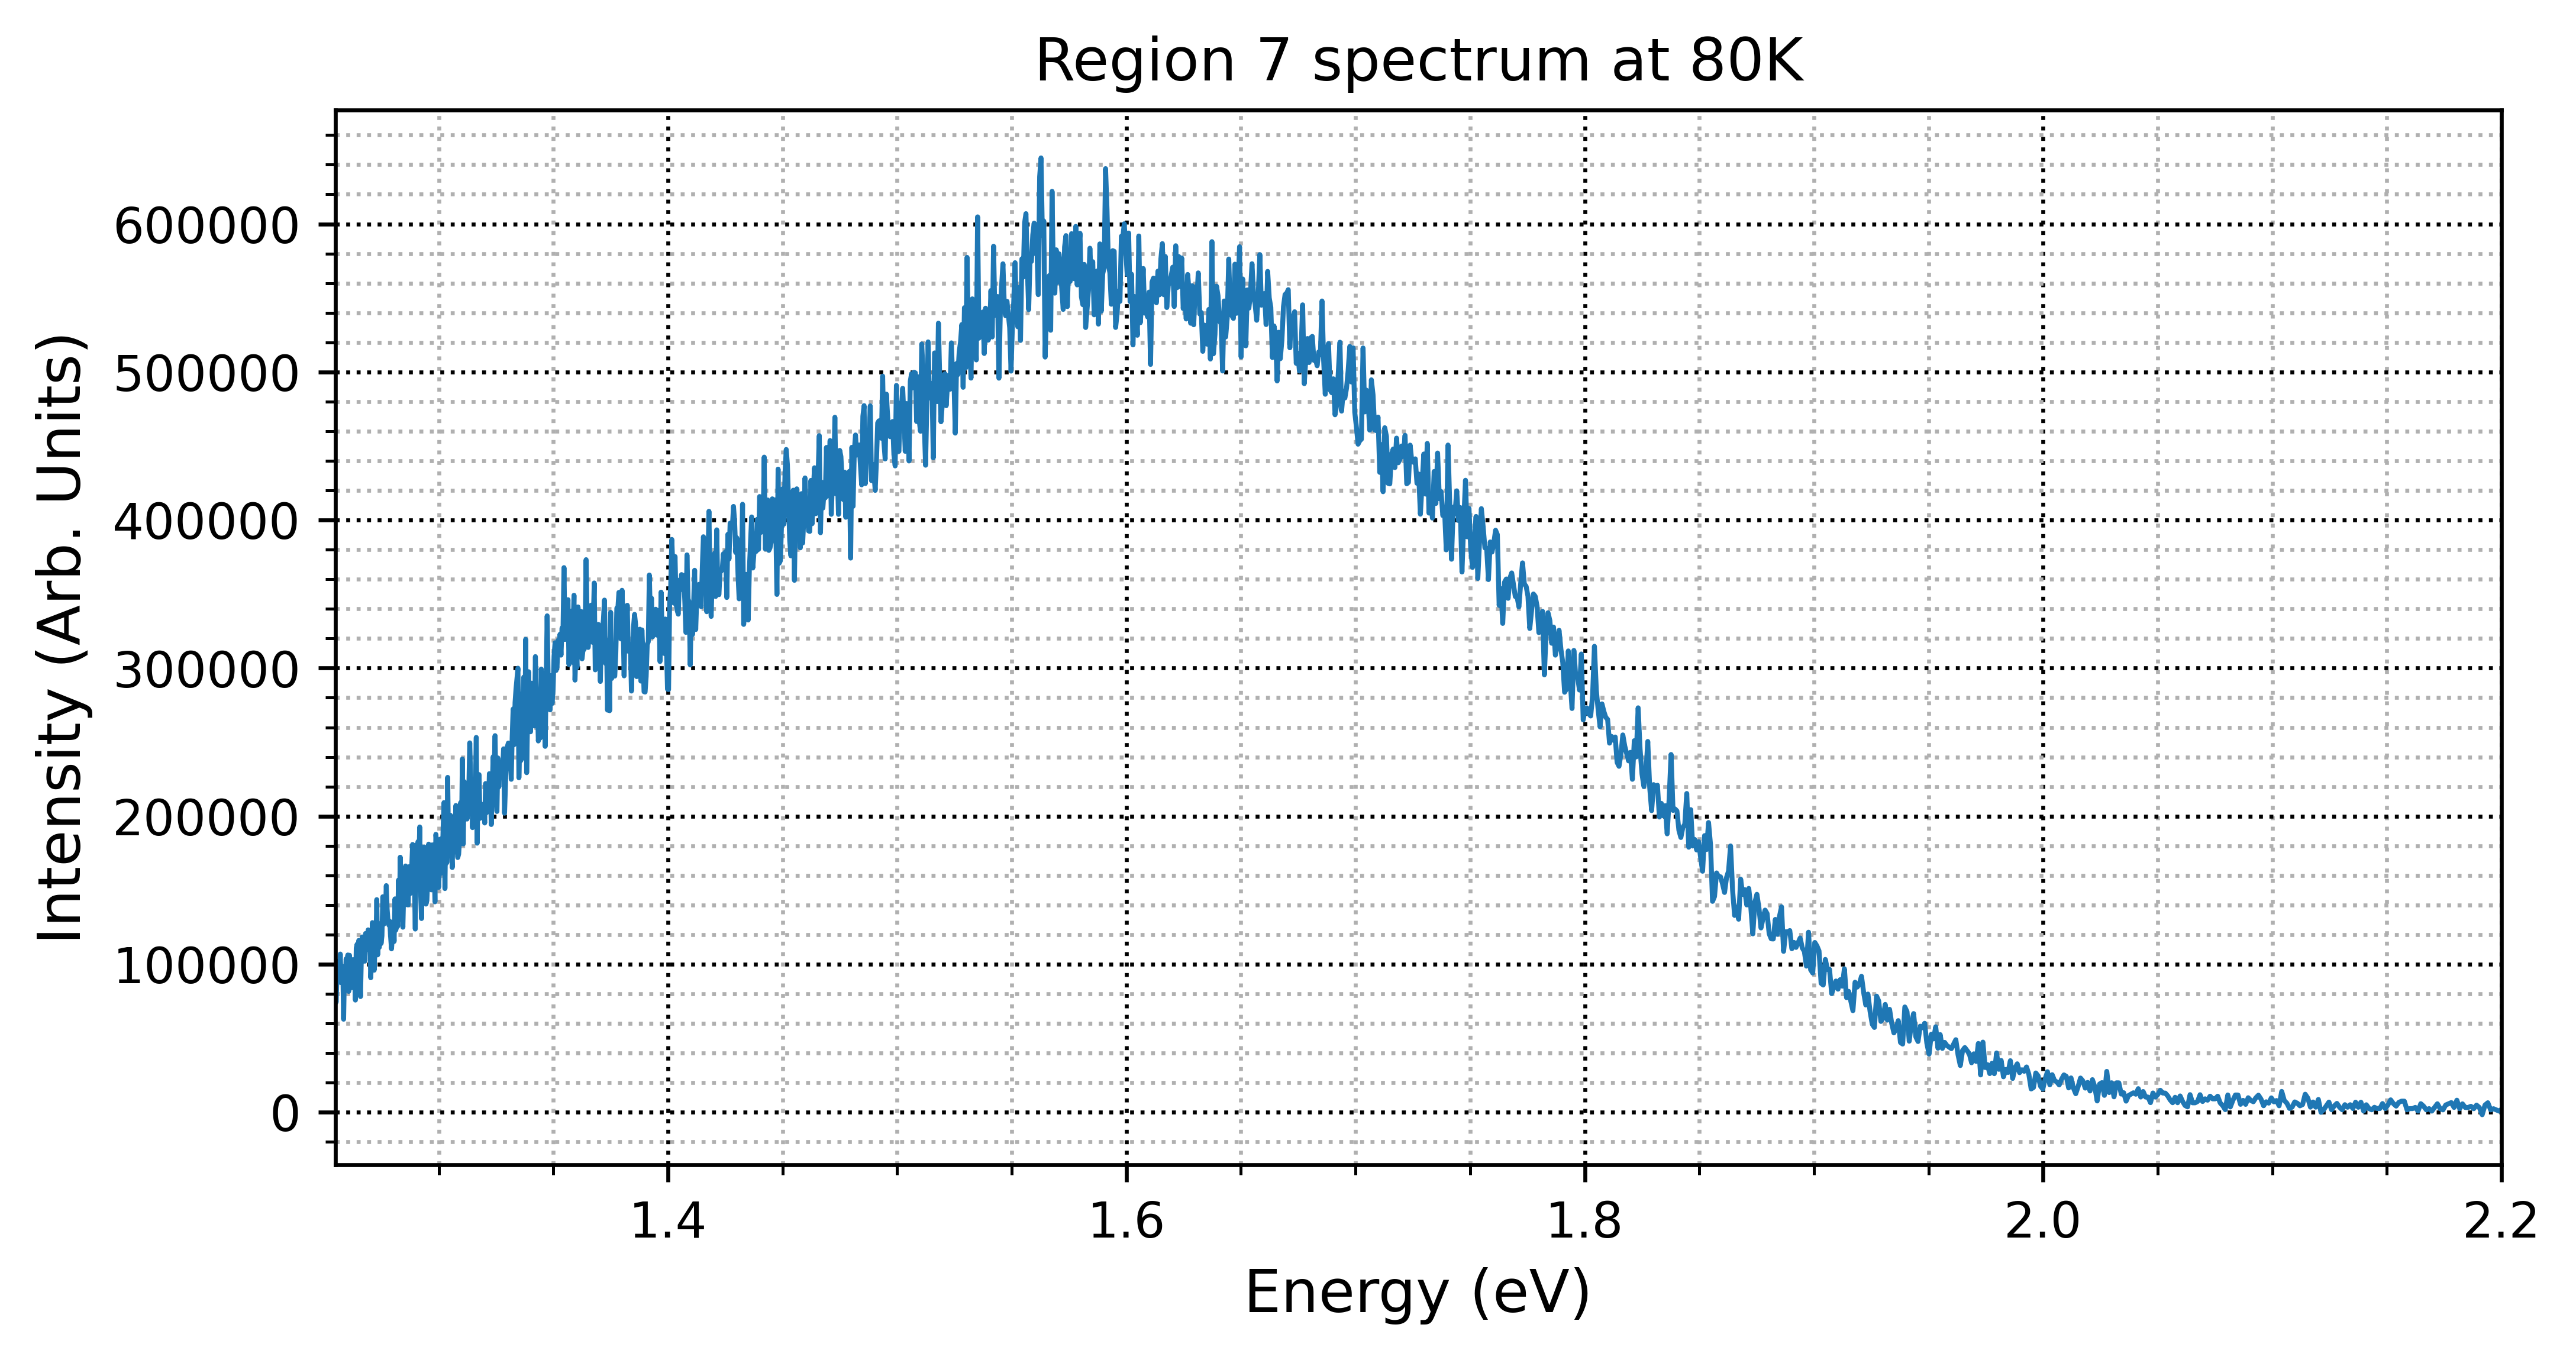 Region 7 spectrum at 80K
Intensity (Arb. Units)
600000
500000
400000
300000
200000
100000
0
1.4 1.6 1.8 2.0 2.2
Energy (eV)